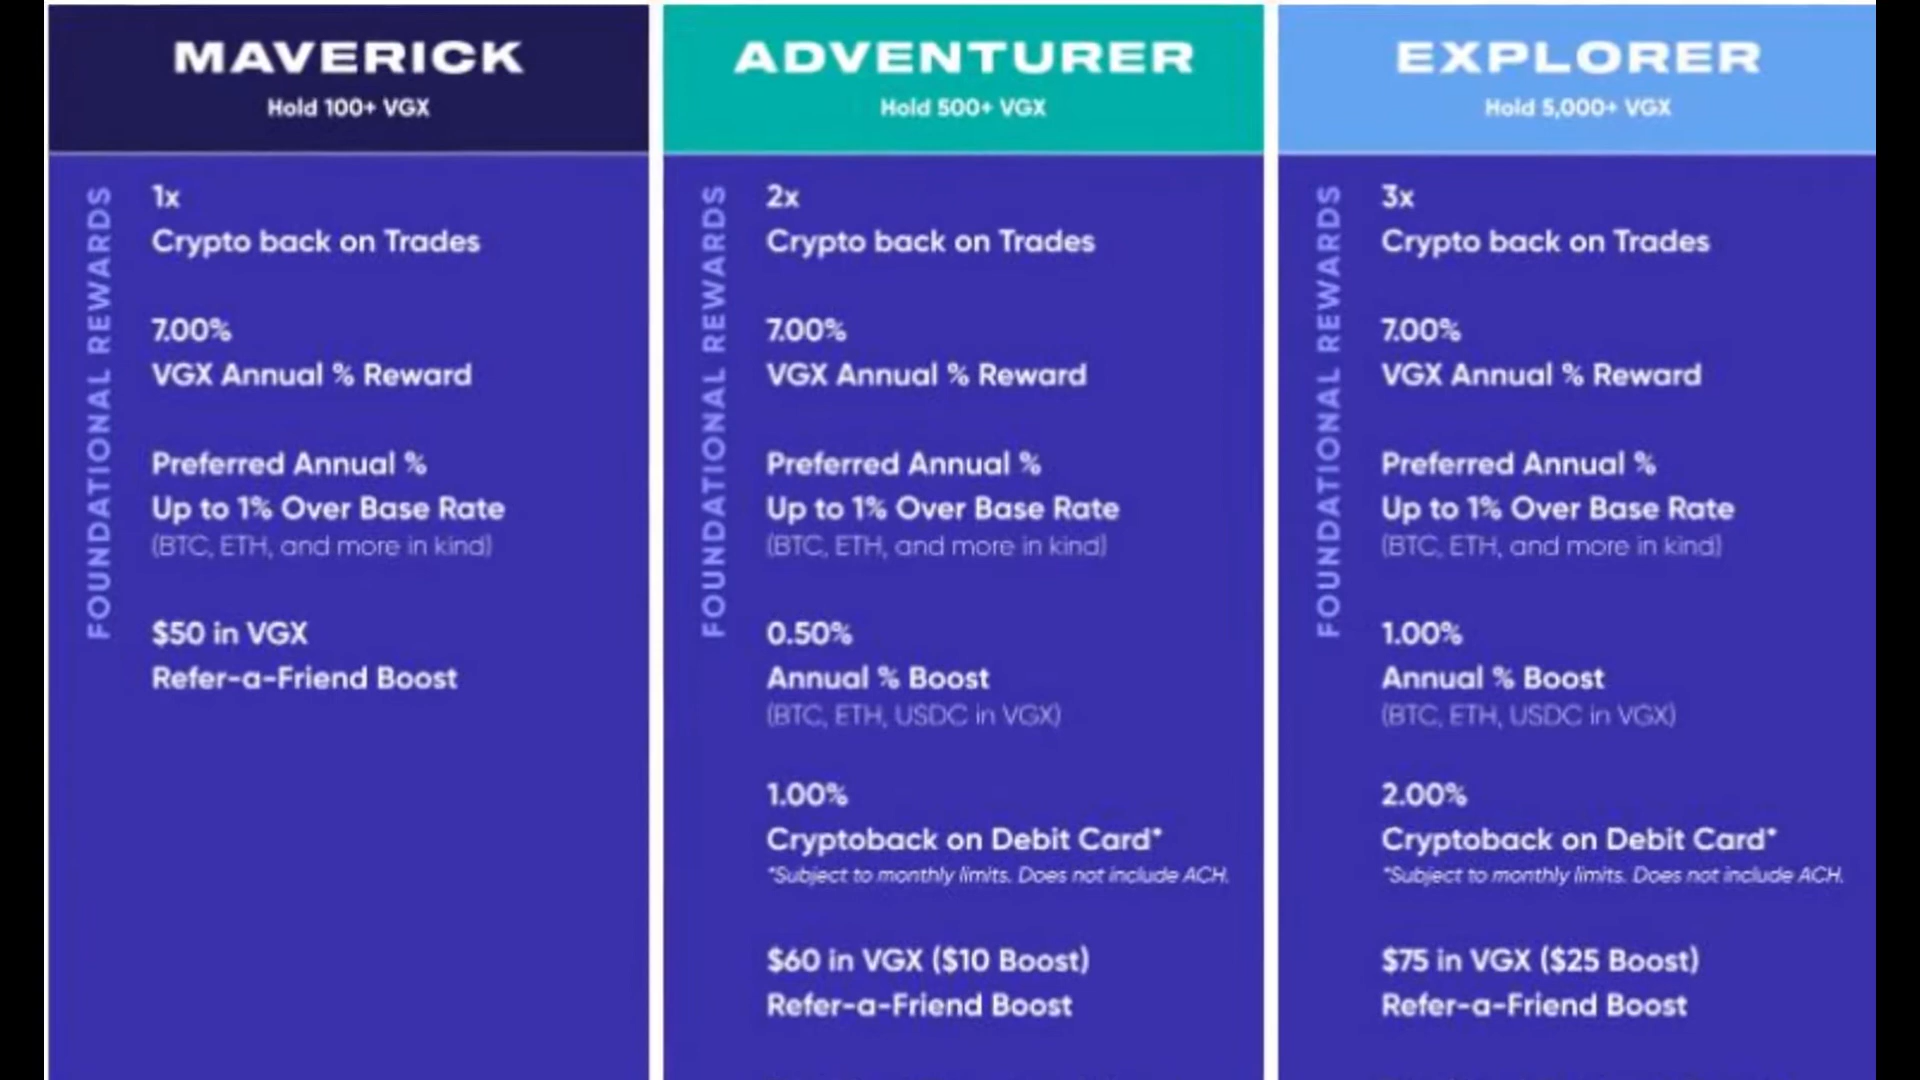 MAVERICK
Hold 100+ VGX
FOUNDATIONAL REWARDS
1x
Crypto back on Trades
7.00%
VGX Annual % Reward
Preferred Annual %
Up to 1% Over Base Rate
(BTC, ETH, and more in kind)
$50 in VGX
Refer-a-Friend Boost
ADVENTURER
Hold 500+ VGX
FOUNDATIONAL REWARDS
2x
Crypto back on Trades
7.00%
VGX Annual % Reward
Preferred Annual %
Up to 1% Over Base Rate
(BTC, ETH, and more in kind)
0.50%
Annual % Boost
(BTC, ETH, USDC in VGX)
1.00%
Cryptoback on Debit Card*
*Subject to monthly limits. Does not include ACH.
$60 in VGX ($10 Boost)
Refer-a-Friend Boost
EXPLORER
Hold 5,000+ VGX
FOUNDATIONAL REWARDS
3x
Crypto back on Trades
7.00%
VGX Annual % Reward
Preferred Annual %
Up to 1% Over Base Rate
(BTC, ETH, and more in kind)
1.00%
Annual % Boost
(BTC, ETH, USDC in VGX)
2.00%
Cryptoback on Debit Card*
*Subject to monthly limits. Does not include ACH.
$75 in VGX ($25 Boost)
Refer-a-Friend Boost